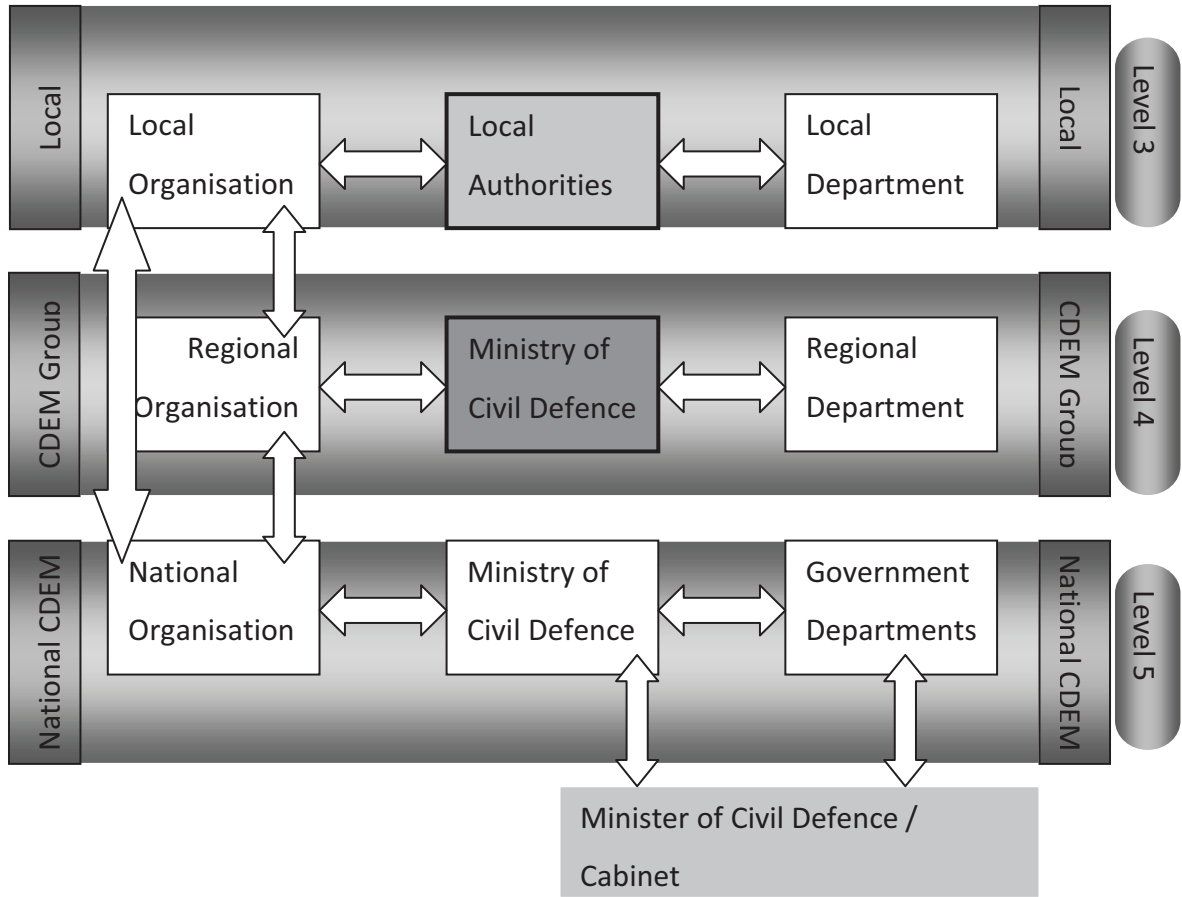 Local
Local
Organisation
Local
Authorities
Local
Department
Local
Level 3
CDEM Group
Regional
Organisation
Ministry of
Civil Defence
Regional
Department
CDEM Group
Level 4
National CDEM
National
Organisation
Ministry of
Civil Defence
Government
Departments
National CDEM
Level 5
Minister of Civil Defence /
Cabinet